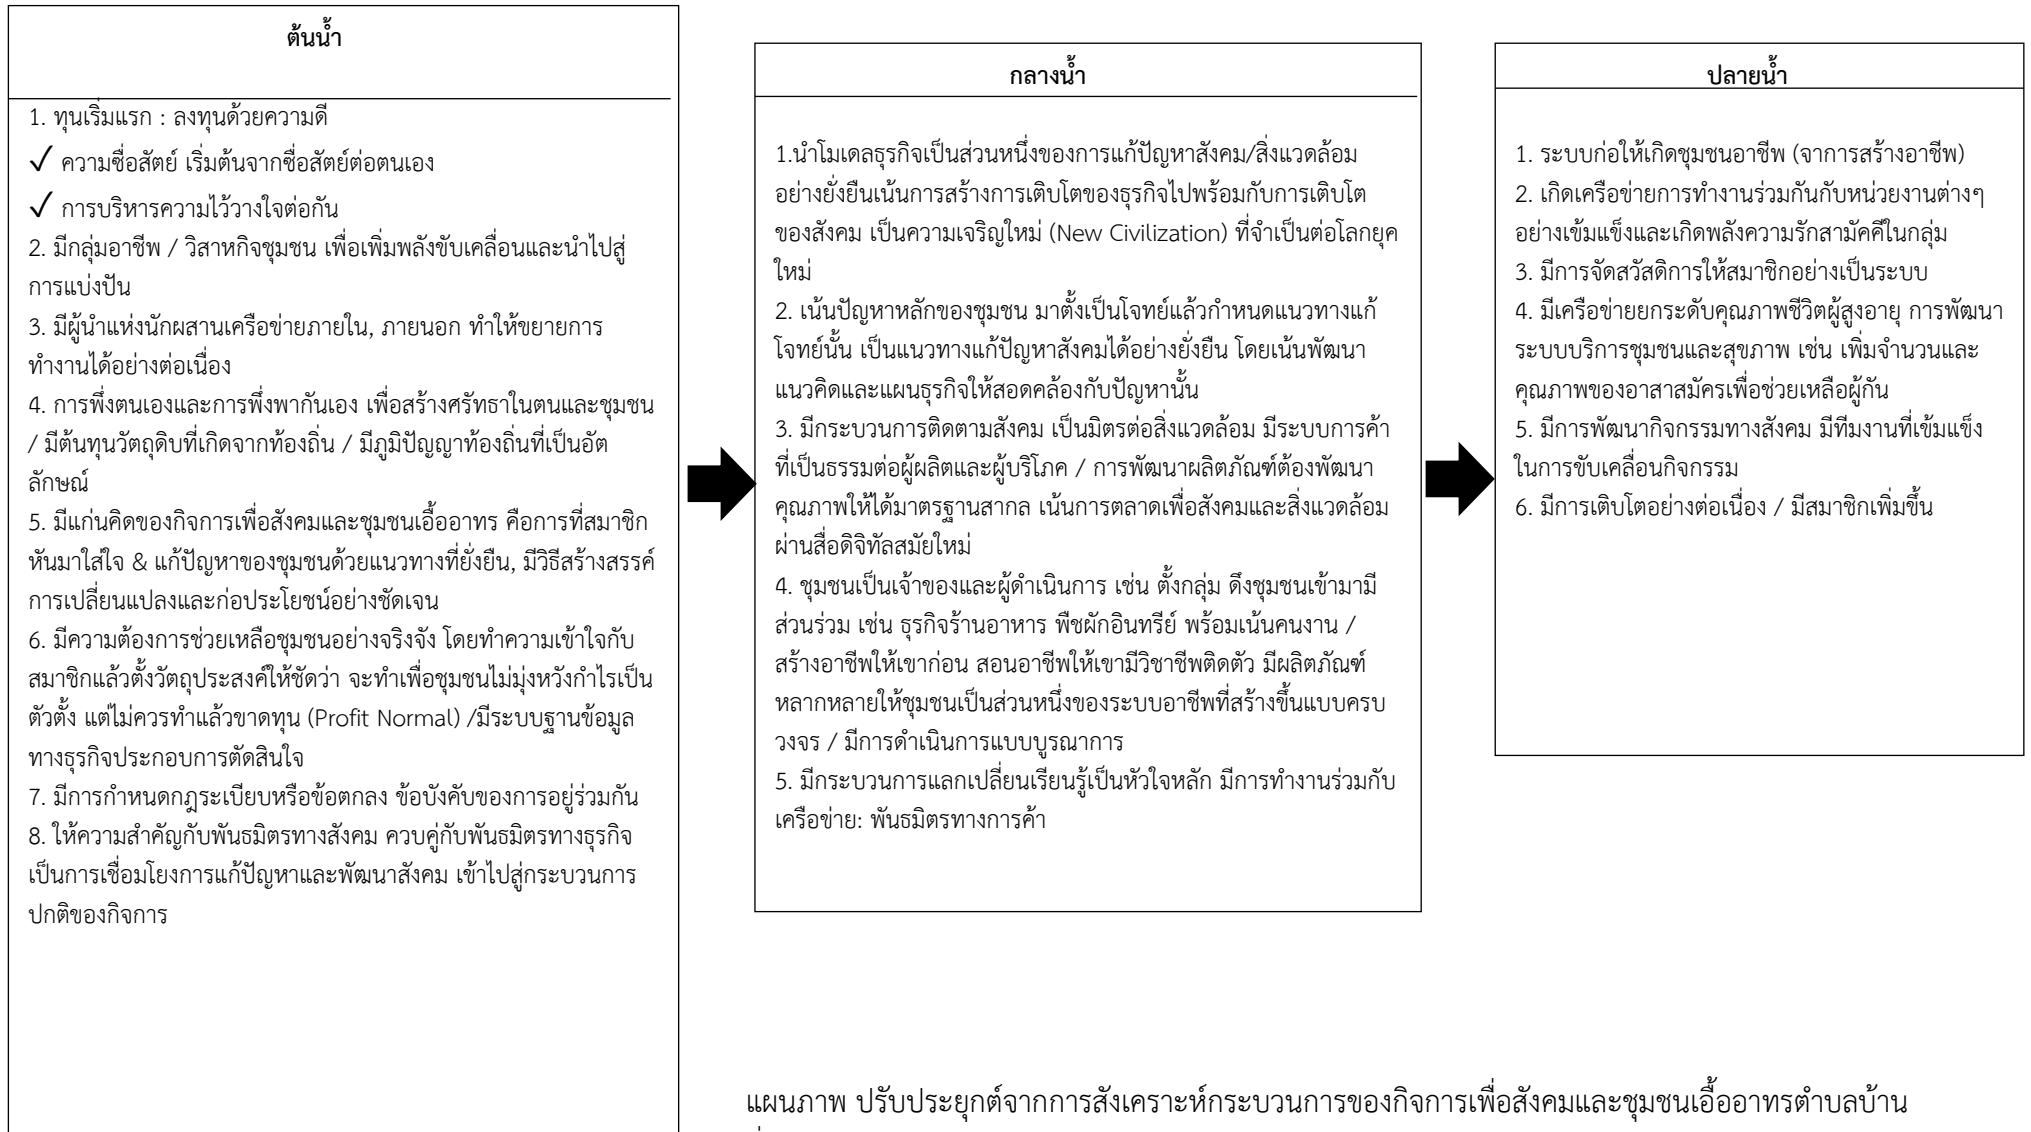 ต้นน้ำ
1. ทุนเริ่มแรก : ลงทุนด้วยความดี
✓ ความซื่อสัตย์ เริ่มต้นจากซื่อสัตย์ต่อตนเอง
✓ การบริหารความไว้วางใจต่อกัน
2. มีกลุ่มอาชีพ / วิสาหกิจชุมชน เพื่อเพิ่มพลังขับเคลื่อนและนำไปสู่
การแบ่งปัน
3. มีผู้นำแห่งนักผสานเครือข่ายภายใน, ภายนอก ทำให้ขยายการ
ทำงานได้อย่างต่อเนื่อง
4. การพึ่งตนเองและการพึ่งพากันเอง เพื่อสร้างศรัทธาในตนและชุมชน
/ มีต้นทุนวัตถุดิบที่เกิดจากท้องถิ่น / มีภูมิปัญญาท้องถิ่นที่เป็นอัต
ลักษณ์
5. มีแก่นคิดของกิจการเพื่อสังคมและชุมชนเอื้ออาทร คือการที่สมาชิก
หันมาใส่ใจ & แก้ปัญหาของชุมชนด้วยแนวทางที่ยั่งยืน, มีวิธีสร้างสรรค์
การเปลี่ยนแปลงและก่อประโยชน์อย่างชัดเจน
6. มีความต้องการช่วยเหลือชุมชนอย่างจริงจัง โดยทำความเข้าใจกับ
สมาชิกแล้วตั้งวัตถุประสงค์ให้ชัดว่า จะทำเพื่อชุมชนไม่มุ่งหวังกำไรเป็น
ตัวตั้ง แต่ไม่ควรทำแล้วขาดทุน (Profit Normal) /มีระบบฐานข้อมูล
ทางธุรกิจประกอบการตัดสินใจ
7. มีการกำหนดกฎระเบียบหรือข้อตกลง ข้อบังคับของการอยู่ร่วมกัน
8. ให้ความสำคัญกับพันธมิตรทางสังคม ควบคู่กับพันธมิตรทางธุรกิจ
เป็นการเชื่อมโยงการแก้ปัญหาและพัฒนาสังคม เข้าไปสู่กระบวนการ
ปกติของกิจการ
กลางน้ำ
1.นำโมเดลธุรกิจเป็นส่วนหนึ่งของการแก้ปัญหาสังคม/สิ่งแวดล้อม
อย่างยั่งยืนเน้นการสร้างการเติบโตของธุรกิจไปพร้อมกับการเติบโต
ของสังคม เป็นความเจริญใหม่ (New Civilization) ที่จำเป็นต่อโลกยุค
ใหม่
2. เน้นปัญหาหลักของชุมชน มาตั้งเป็นโจทย์แล้วกำหนดแนวทางแก้
โจทย์นั้น เป็นแนวทางแก้ปัญหาสังคมได้อย่างยั่งยืน โดยเน้นพัฒนา
แนวคิดและแผนธุรกิจให้สอดคล้องกับปัญหานั้น
3. มีกระบวนการติดตามสังคม เป็นมิตรต่อสิ่งแวดล้อม มีระบบการค้า
ที่เป็นธรรมต่อผู้ผลิตและผู้บริโภค / การพัฒนาผลิตภัณฑ์ต้องพัฒนา
คุณภาพให้ได้มาตรฐานสากล เน้นการตลาดเพื่อสังคมและสิ่งแวดล้อม
ผ่านสื่อดิจิทัลสมัยใหม่
4. ชุมชนเป็นเจ้าของและผู้ดำเนินการ เช่น ตั้งกลุ่ม ดึงชุมชนเข้ามามี
ส่วนร่วม เช่น ธุรกิจร้านอาหาร พืชผักอินทรีย์ พร้อมเน้นคนงาน /
สร้างอาชีพให้เขาก่อน สอนอาชีพให้เขามีวิชาชีพติดตัว มีผลิตภัณฑ์
หลากหลายให้ชุมชนเป็นส่วนหนึ่งของระบบอาชีพที่สร้างขึ้นแบบครบ
วงจร / มีการดำเนินการแบบบูรณาการ
5. มีกระบวนการแลกเปลี่ยนเรียนรู้เป็นหัวใจหลัก มีการทำงานร่วมกับ
เครือข่าย: พันธมิตรทางการค้า
ปลายน้ำ
1. ระบบก่อให้เกิดชุมชนอาชีพ (จาการสร้างอาชีพ)
2. เกิดเครือข่ายการทำงานร่วมกันกับหน่วยงานต่างๆ
อย่างเข้มแข็งและเกิดพลังความรักสามัคคีในกลุ่ม
3. มีการจัดสวัสดิการให้สมาชิกอย่างเป็นระบบ
4. มีเครือข่ายยกระดับคุณภาพชีวิตผู้สูงอายุ การพัฒนา
ระบบบริการชุมชนและสุขภาพ เช่น เพิ่มจำนวนและ
คุณภาพของอาสาสมัครเพื่อช่วยเหลือผู้กัน
5. มีการพัฒนากิจกรรมทางสังคม มีทีมงานที่เข้มแข็ง
ในการขับเคลื่อนกิจกรรม
6. มีการเติบโตอย่างต่อเนื่อง / มีสมาชิกเพิ่มขึ้น
แผนภาพ ปรับประยุกต์จากการสังเคราะห์กระบวนการของกิจการเพื่อสังคมและชุมชนเอื้ออาทรตำบลบ้าน